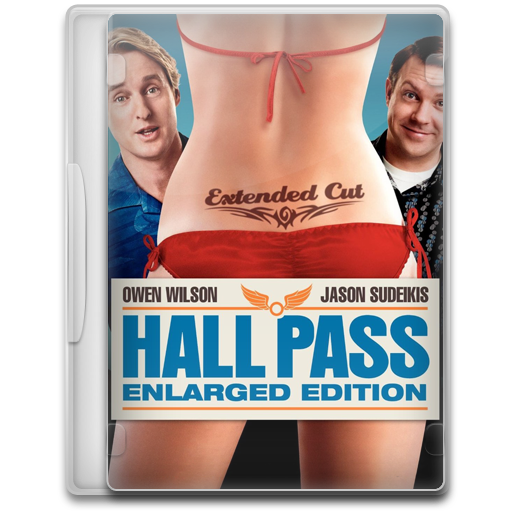 Extended Cut
OWEN WILSON JASON SUDEIKIS
HALL PASS
ENLARGED EDITION